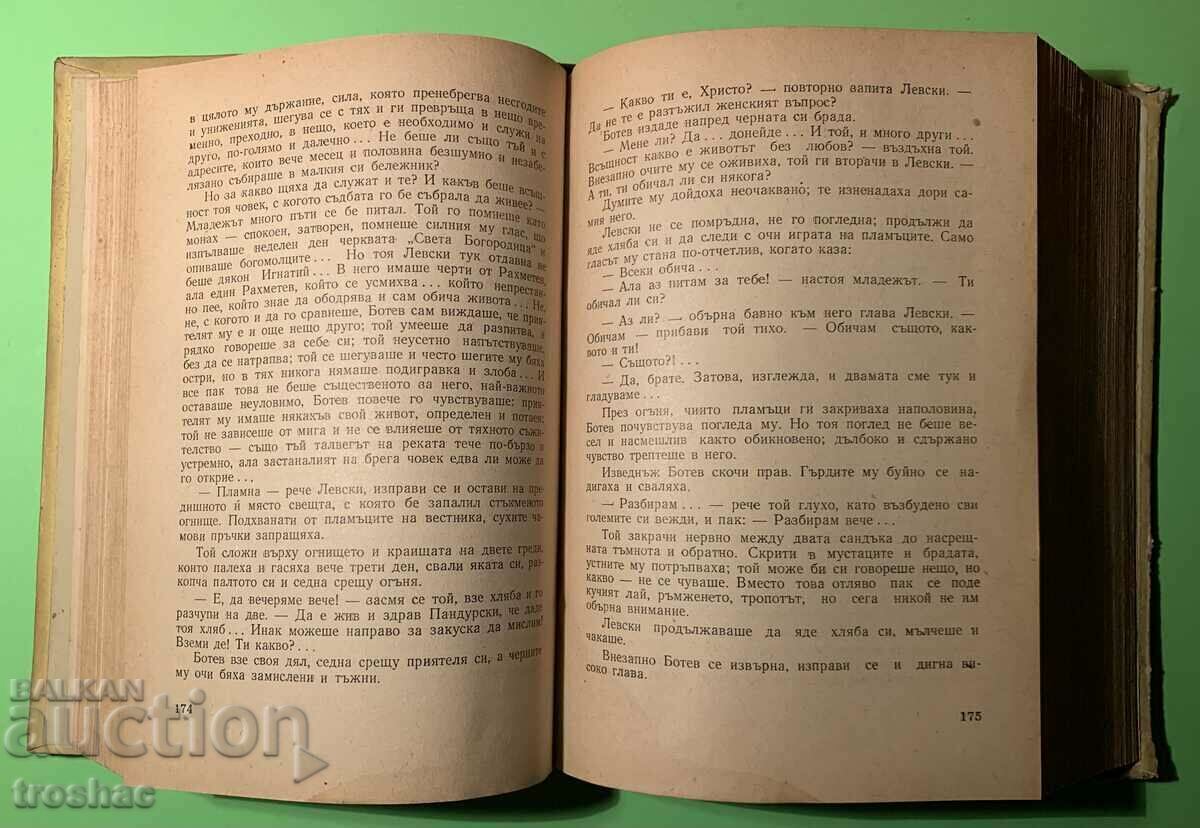 в цялото му държание, сила, която пренебрегва несгодите
и униженията, шегува се с тях и ги превръща в нещо вре-
менно, преходно, в нещо, което е необходимо и служи на
друго, по-голямо и далечно... Не беше ли също тъй и с
адресите, които вече месец и половина безшумно и незабе-
лязано събираше в малкия си бележник?
Но за какво щяха да служат и те? И какъв беше всъщ-
ност тоя човек, с когото съдбата го бе събрала да живее? —
Младежът много пъти се бе питал. Той го помнеше като
монах — спокоен, затворен, помнеше силния му глас, що
изпълваше неделен ден черквата „Света Богородица“ и
опиваше богомолците... Но тоя Левски тук отдавна не
беше дякон Игнатий... В него имаше черти от Рахметев,
ала един Рахметев, който се усмихва... който непрестан-
но пее, който знае да ободрява и сам обича живота... Не,
не, с когото и да го сравнеше, Ботев сам виждаше, че прия-
телят му е и още нещо друго; той умееше да разпитва, а
рядко говореше за себе си; той неусетно напътствуваше,
без да се натрапва; той се шегуваше и често шегите му бяха
остри, но в тях никога нямаше подигравка и злоба... И
все пак това не беше същественото за него, най-важното
оставаше неуловимо, Ботев повече го чувствуваше: прия-
телят му имаше някакъв свой живот, определен и потаен;
той не зависеше от мига и не се влияеше от тяхното съжи-
телство — също тъй талвегът на реката тече по-бързо и
устремно, ала застаналият на брега човек едва ли може да
го открие...
— Пламна — рече Левски, изправи се и остави на пре-
дишното й място свещта, с която бе запалил стъкменото
огнище. Подхванати от пламъците на вестника, сухите ча-
мови пръчки запращяха.
Той сложи върху огнището и краищата на двете греди,
които палеха и гасяха вече трети ден, свали яката си, раз-
копча палтото си и седна срещу огъня.
— Е, да вечеряме вече! — засмя се той, взе хляба и го
разчупи на две. — Да е жив и здрав Пандурски, че даде
тоя хляб... Инак можеше направо за закуска да мислим!
Вземи де! Ти какво?...
Ботев взе своя дял, седна срещу приятеля си, а черните
му очи бяха замислени и тъжни.
174
— Какво ти е, Христо? — повторно запита Левски. —
Да не те е разтъжил женският въпрос?
Ботев издаде напред черната си брада.
— Мене ли? Да... донейде... И той, и много други...
Всъщност какво е животът без любов? — въздъхна той.
Внезапно очите му се оживиха, той ги втрачи в Левски. —
А ти, ти обичал ли си някога?
Думите му дойдоха неочаквано; те изненадаха дори са-
мия него.
Левски не се помръдна, не го погледна; продължи да
яде хляба си и да следи с очи играта на пламъците. Само
гласът му стана по-отчетлив, когато каза:
— Всеки обича...
— Ала аз питам за тебе! — настоя младежът. — Ти
обичал ли си?
— Аз ли? — обърна бавно към него глава Левски. —
Обичам — прибави той тихо. — Обичам същото, как-
вото и ти!
— Същото?!...
— Да, брате. Затова, изглежда, и двамата сме тук и
гладуваме...
През огъня, чиито пламъци ги закриваха наполовина,
Ботев почувствува погледа му. Но тоя поглед не беше ве-
сел и насмешлив както обикновено; дълбоко и сдържано
чувство трептеше в него.
Изведнъж Ботев скочи прав. Гърдите му буйно се на-
дигаха и сваляха.
— Разбирам... — рече той глухо, като възбудено сви
големите си вежди, и пак: — Разбирам вече...
Той закрачи нервно между двата сандъка до насрещ-
ната тъмнота и обратно. Скрити в мустаците и брадата,
устните му потръпваха; той може би си говореше нещо, но
какво — не се чуваше. Вместо това отляво пак се поде
кучият лай, ръмженето, тропотът, но сега никой не им
обърна внимание.
Левски продължаваше да яде хляба си, мълчеше и
чакаше.
Внезапно Ботев се извърна, изправи се и дигна ви-
соко глава.
175
BALKAN
auction
troshac